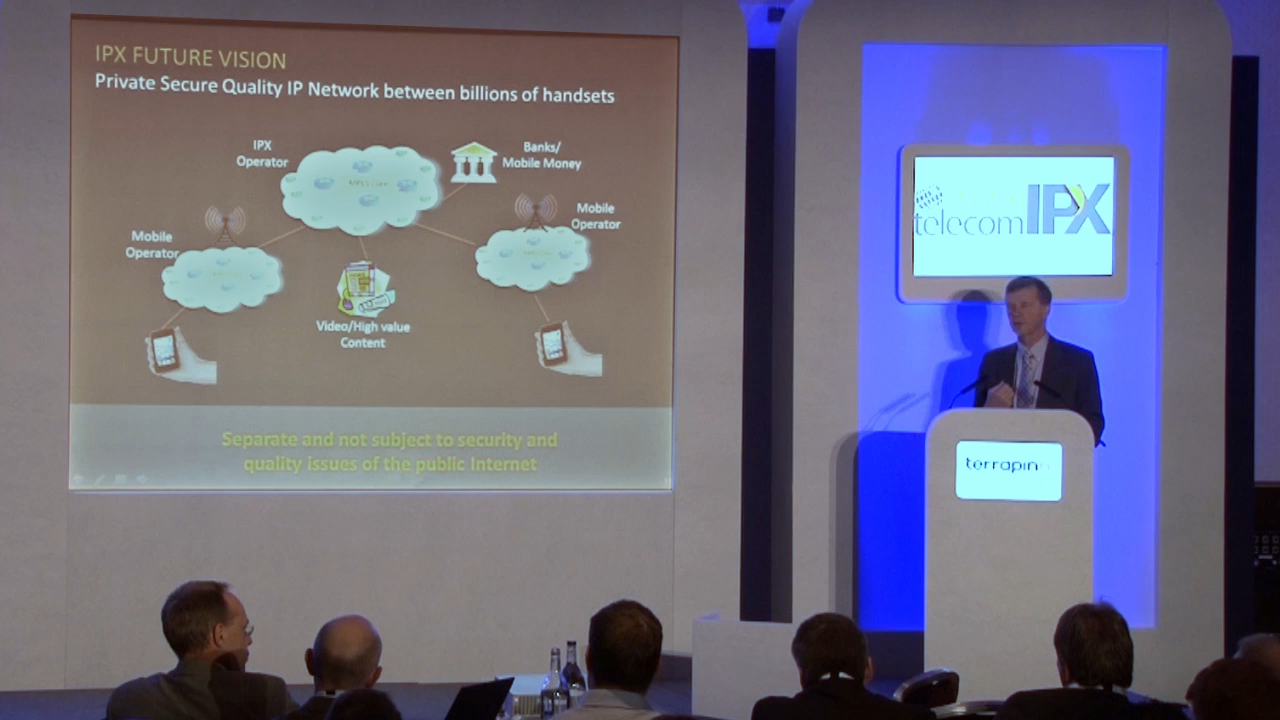 IPX FUTURE VISION
Private Secure Quality IP Network between billions of handsets
IPX
Operator
Banks/
Mobile Money
Mobile
Operator
Mobile
Operator
Video/High value
Content
Separate and not subject to security and
quality issues of the public Internet
telecomIPX
terrapinn